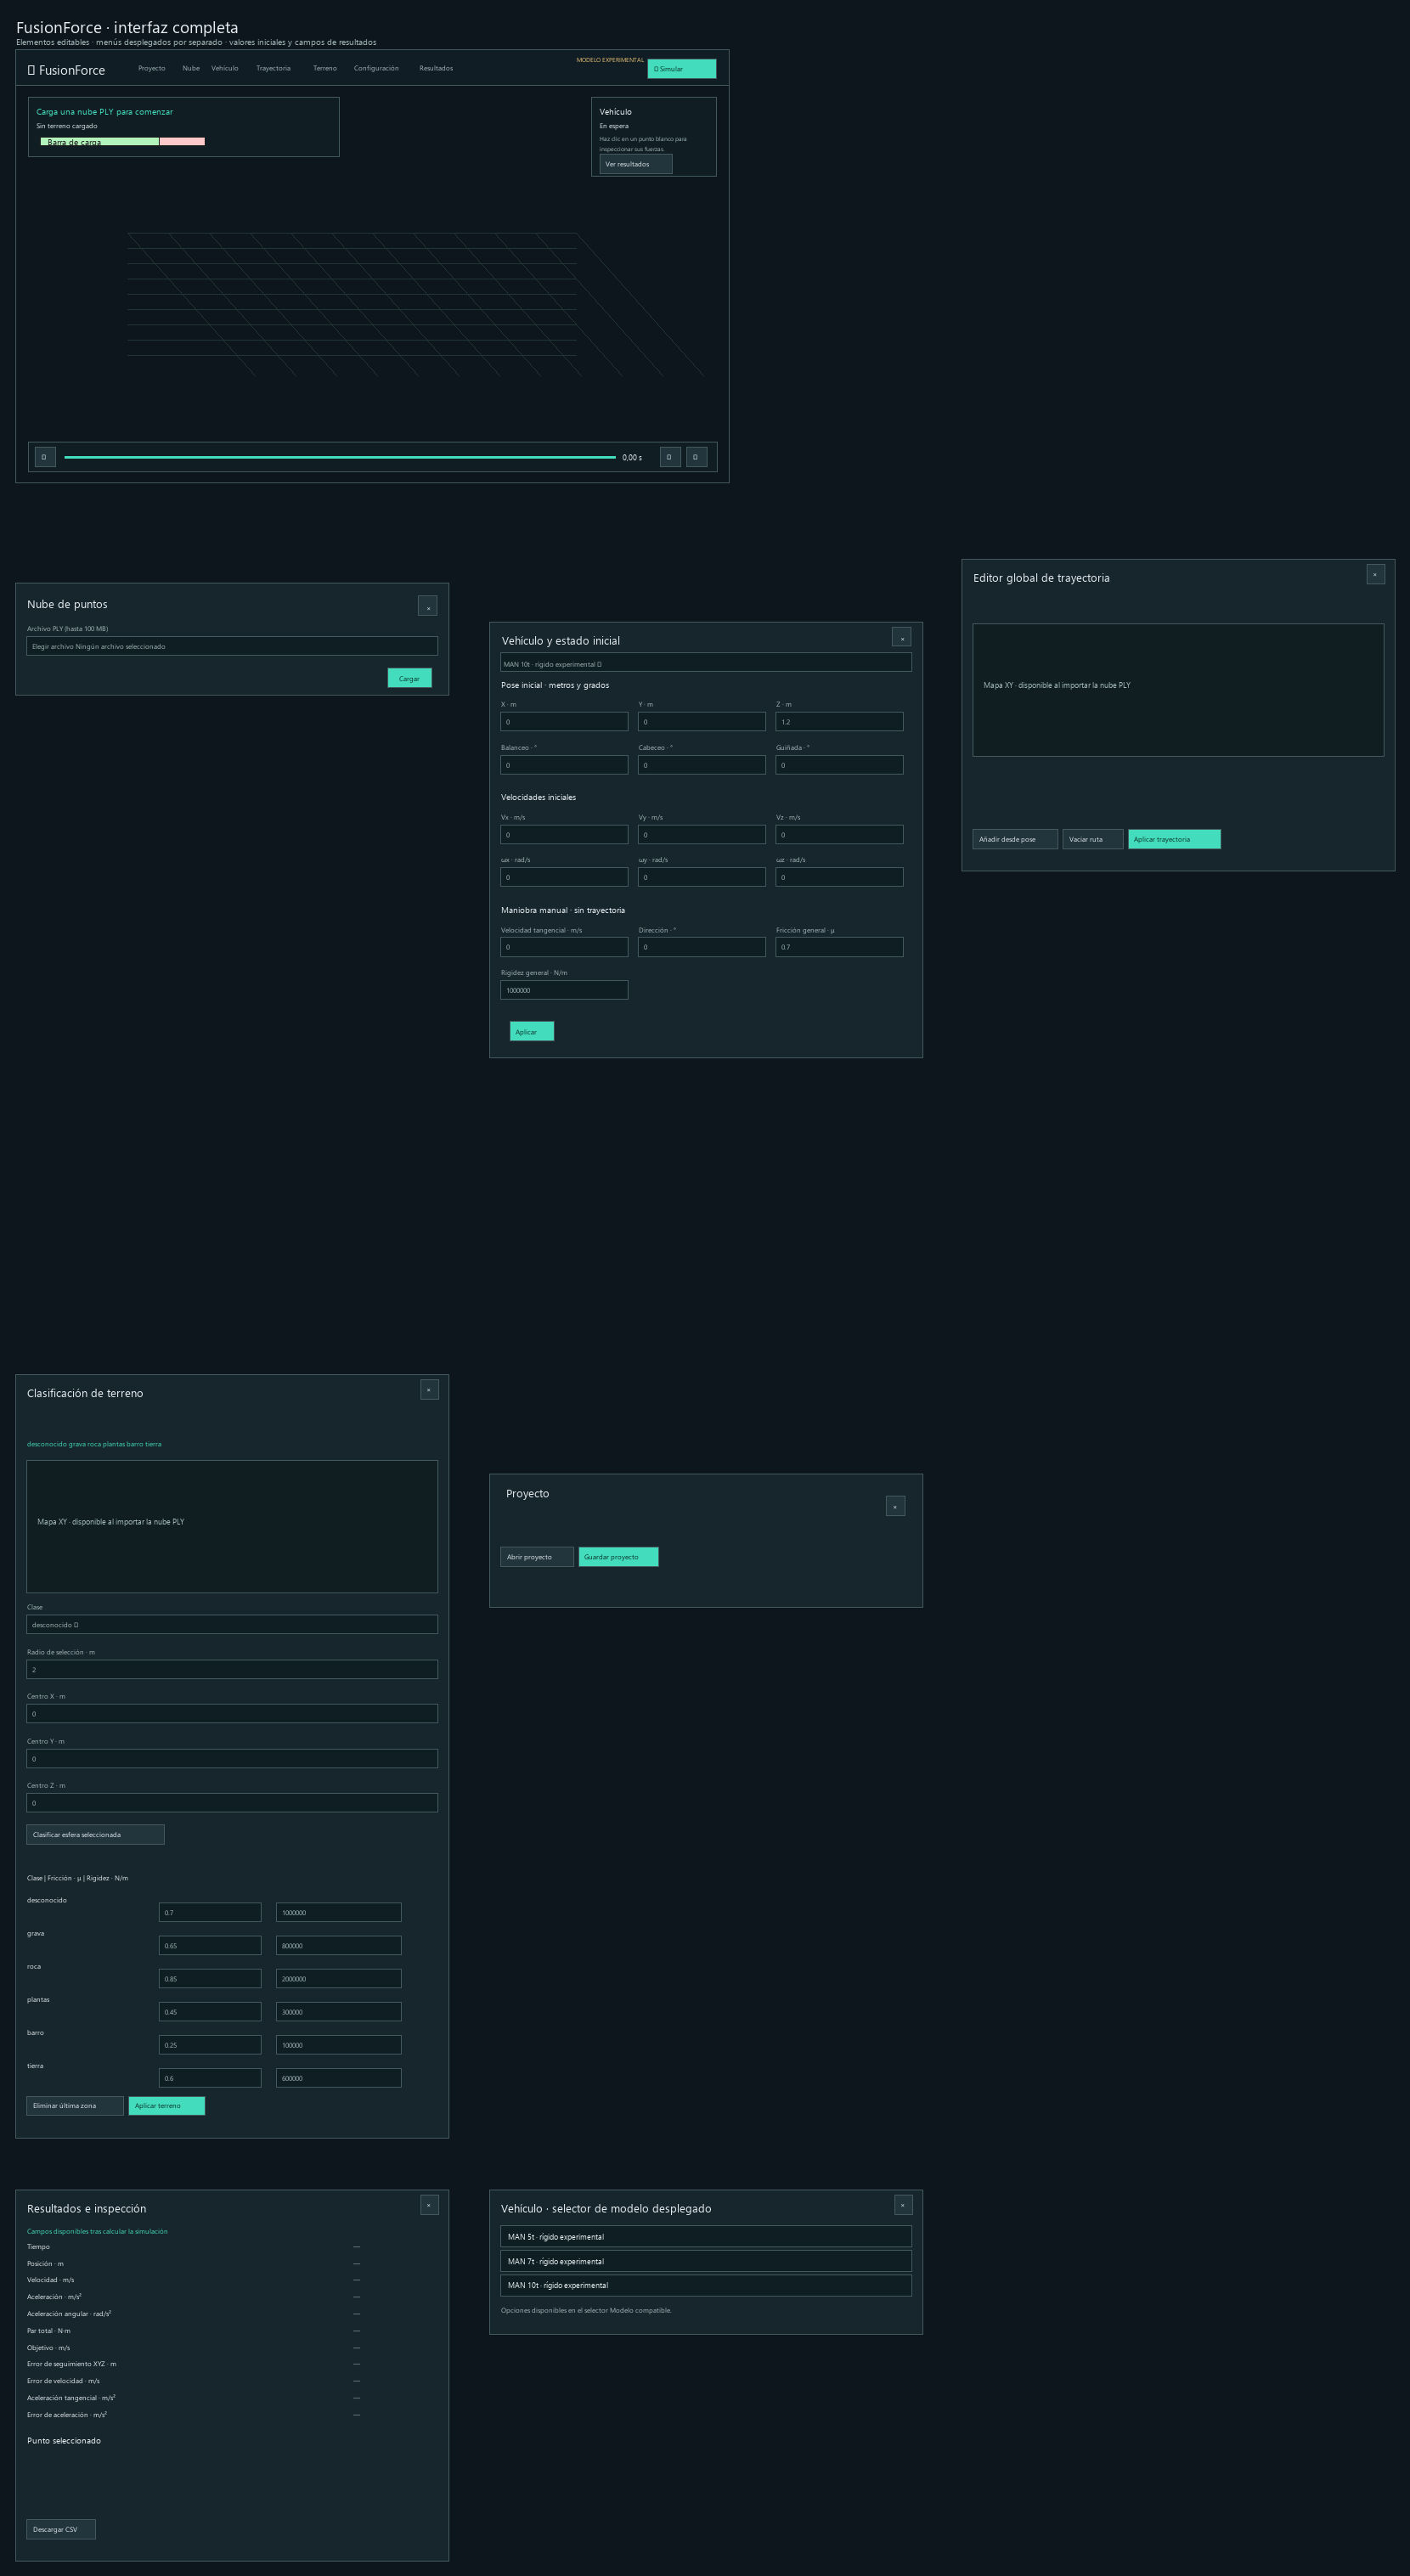 FusionForce · interfaz completa
Elementos editables · menús desplegados por separado · valores iniciales y campos de resultados
FusionForce
Proyecto Nube Vehículo Trayectoria Terreno Configuración Resultados
MODELO EXPERIMENTAL
Simular
Carga una nube PLY para comenzar
Sin terreno cargado
Barra de carga
Vehículo
En espera
Haz clic en un punto blanco para
inspeccionar sus fuerzas.
Ver resultados
0,00 s
Nube de puntos
×
Archivo PLY (hasta 100 MB)
Elegir archivo Ningún archivo seleccionado
Cargar
Vehículo y estado inicial
×
MAN 10t · rígido experimental
Pose inicial · metros y grados
X · m Y · m Z · m
0 0 1.2
Balanceo · ° Cabeceo · ° Guiñada · °
0 0 0
Velocidades iniciales
Vx · m/s Vy · m/s Vz · m/s
0 0 0
ωx · rad/s ωy · rad/s ωz · rad/s
0 0 0
Maniobra manual · sin trayectoria
Velocidad tangencial · m/s Dirección · ° Fricción general · μ
0 0 0.7
Rigidez general · N/m
1000000
Aplicar
Editor global de trayectoria
×
Mapa XY · disponible al importar la nube PLY
Añadir desde pose Vaciar ruta Aplicar trayectoria
Clasificación de terreno
×
desconocido grava roca plantas barro tierra
Mapa XY · disponible al importar la nube PLY
Clase
desconocido
Radio de selección · m
2
Centro X · m
0
Centro Y · m
0
Centro Z · m
0
Clasificar esfera seleccionada
Clase | Fricción · μ | Rigidez · N/m
desconocido 0.7 1000000
grava 0.65 800000
roca 0.85 2000000
plantas 0.45 300000
barro 0.25 100000
tierra 0.6 600000
Eliminar última zona Aplicar terreno
Proyecto
×
Abrir proyecto Guardar proyecto
Resultados e inspección
×
Campos disponibles tras calcular la simulación
Tiempo —
Posición · m —
Velocidad · m/s —
Aceleración · m/s² —
Aceleración angular · rad/s² —
Par total · N·m —
Objetivo · m/s —
Error de seguimiento XYZ · m —
Error de velocidad · m/s —
Aceleración tangencial · m/s² —
Error de aceleración · m/s² —
Punto seleccionado
Descargar CSV
Vehículo · selector de modelo desplegado
×
MAN 5t · rígido experimental
MAN 7t · rígido experimental
MAN 10t · rígido experimental
Opciones disponibles en el selector Modelo compatible.